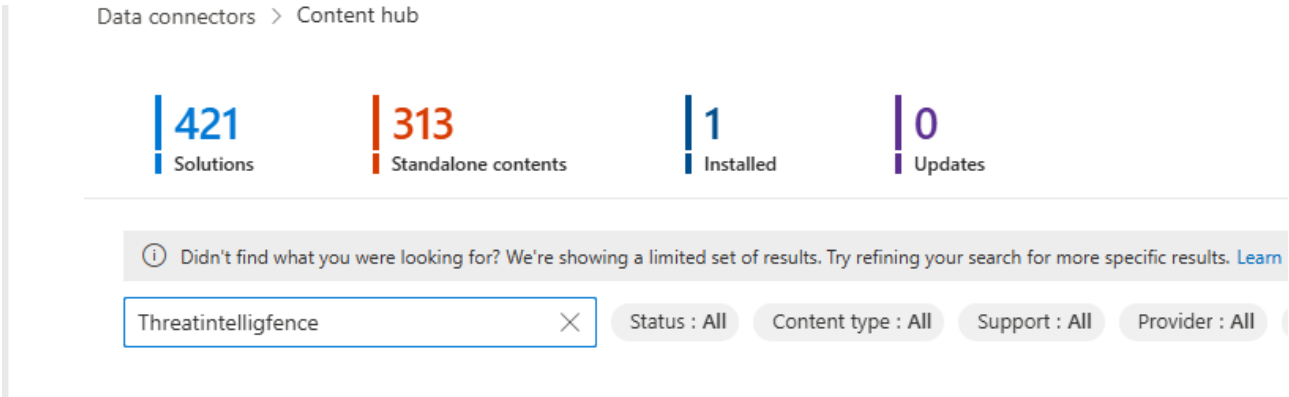 Data connectors > Content hub
421 313 1 0
Solutions Standalone contents Installed Updates
Didn't find what you were looking for? We're showing a limited set of results. Try refining your search for more specific results. Learn
Threatintelligfence Status : All Content type : All Support : All Provider : All